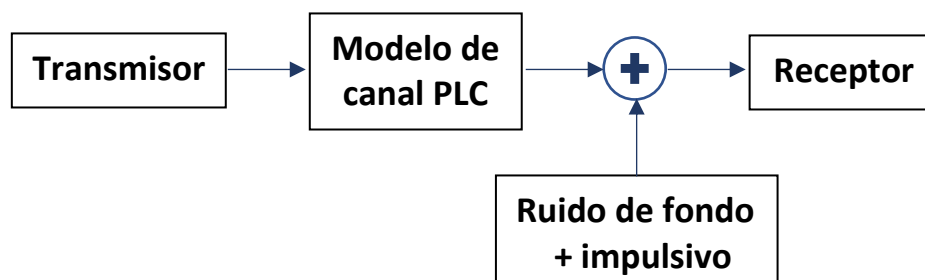 Transmisor
Modelo de
canal PLC
+
Receptor
Ruido de fondo
+ impulsivo